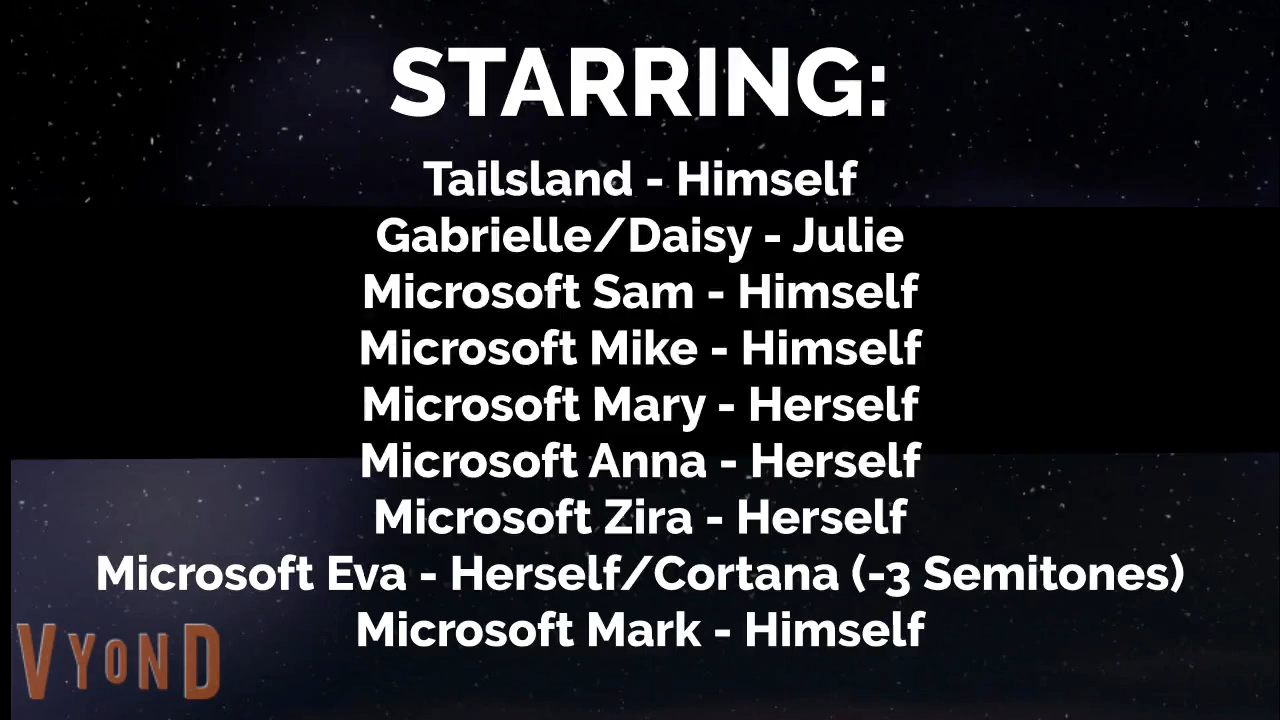 STARRING:
Tailsland - Himself
Gabrielle/Daisy - Julie
Microsoft Sam - Himself
Microsoft Mike - Himself
Microsoft Mary - Herself
Microsoft Anna - Herself
Microsoft Zira - Herself
Microsoft Eva - Herself/Cortana (-3 Semitones)
Microsoft Mark - Himself
VYOND